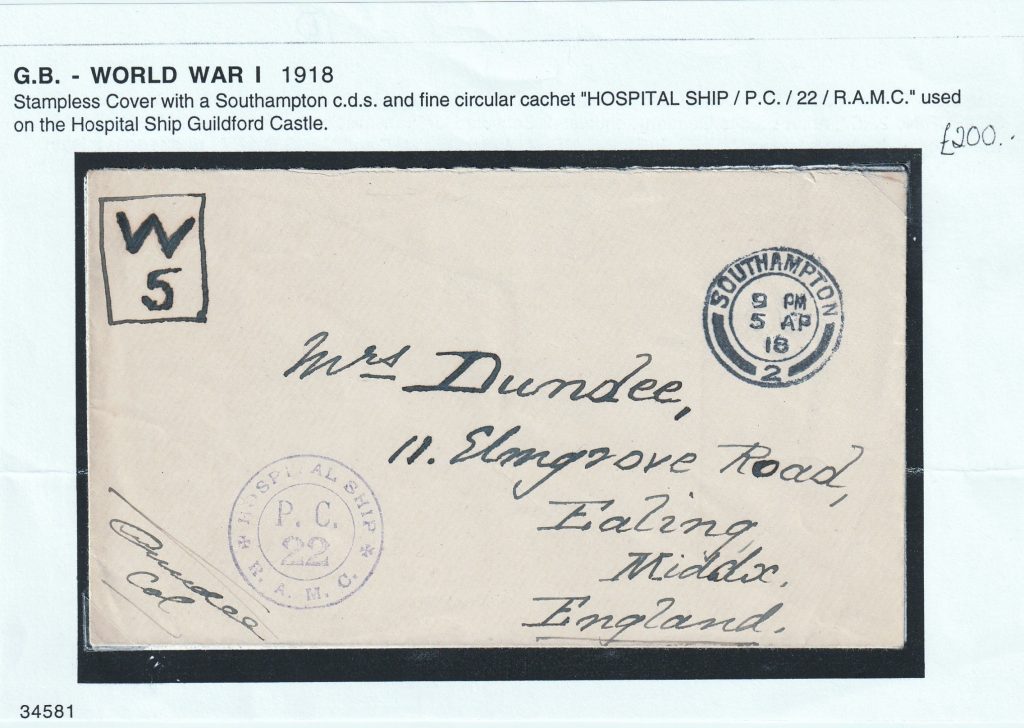 G.B. - WORLD WAR I 1918
Stampless Cover with a Southampton c.d.s. and fine circular cachet "HOSPITAL SHIP / P.C. / 22 / R.A.M.C." used
on the Hospital Ship Guildford Castle.
£200.
W
5
SOUTHAMPTON
9 PM
5 AP
18
2
Mrs Dundee,
11. Elmgrove Road,
Ealing
Middx.
England.
HOSPITAL SHIP
P. C.
22
R. A. M. C.
Dundee
Col
34581